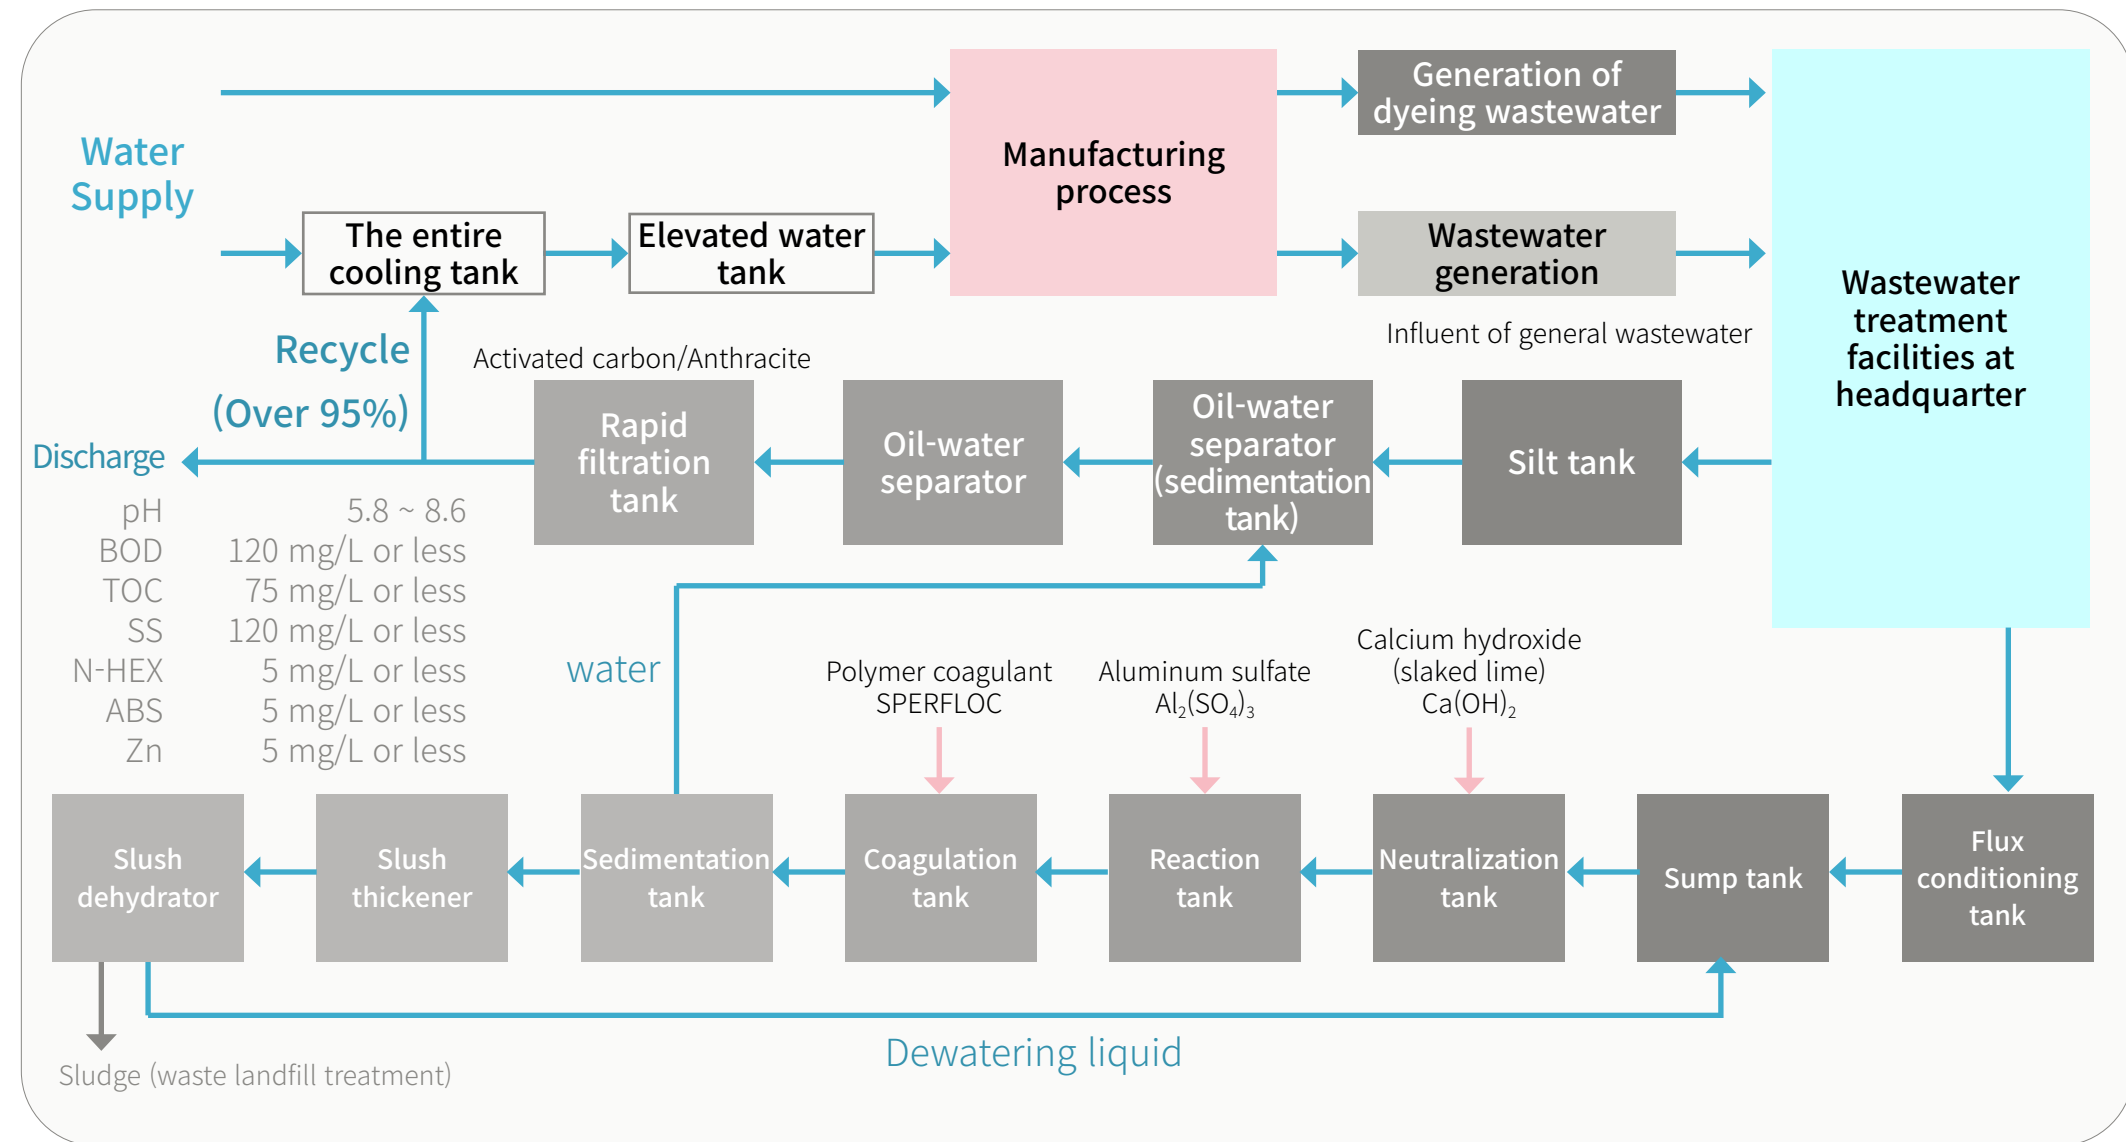 Water
Supply
The entire
cooling tank
Elevated water
tank
Manufacturing
process
Generation of
dyeing wastewater
Wastewater
generation
Influent of general wastewater
Wastewater
treatment
facilities at
headquarter
Recycle
(Over 95%)
Activated carbon/Anthracite
Rapid
filtration
tank
Oil-water
separator
Oil-water
separator
(sedimentation
tank)
Silt tank
Discharge
pH 5.8 ~ 8.6
BOD 120 mg/L or less
TOC 75 mg/L or less
SS 120 mg/L or less
N-HEX 5 mg/L or less
ABS 5 mg/L or less
Zn 5 mg/L or less
water
Polymer coagulant
SPERFLOC
Aluminum sulfate
Al₂(SO₄)₃
Calcium hydroxide
(slaked lime)
Ca(OH)₂
Slush
dehydrator
Slush
thickener
Sedimentation
tank
Coagulation
tank
Reaction
tank
Neutralization
tank
Sump tank
Flux
conditioning
tank
Dewatering liquid
Sludge (waste landfill treatment)